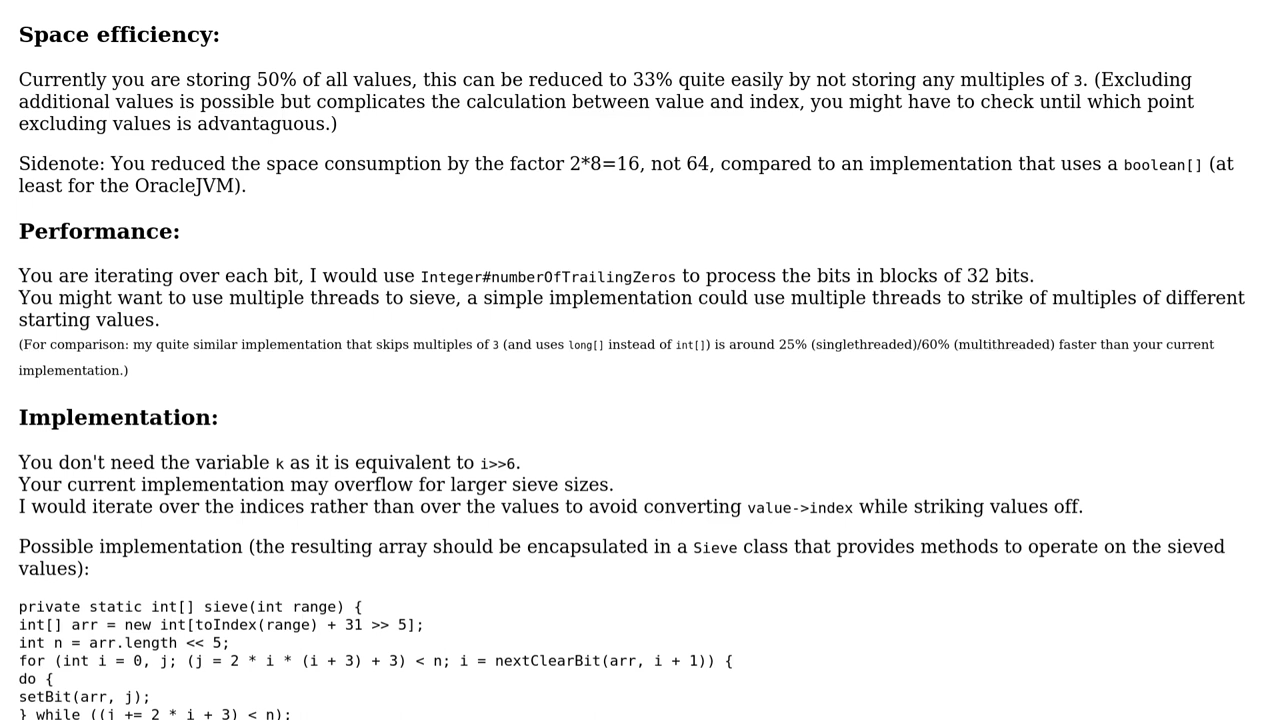 Space efficiency:
Currently you are storing 50% of all values, this can be reduced to 33% quite easily by not storing any multiples of 3. (Excluding
additional values is possible but complicates the calculation between value and index, you might have to check until which point
excluding values is advantaguous.)
Sidenote: You reduced the space consumption by the factor 2*8=16, not 64, compared to an implementation that uses a boolean[] (at
least for the OracleJVM).
Performance:
You are iterating over each bit, I would use Integer#numberOfTrailingZeros to process the bits in blocks of 32 bits.
You might want to use multiple threads to sieve, a simple implementation could use multiple threads to strike of multiples of different
starting values.
(For comparison: my quite similar implementation that skips multiples of 3 (and uses long[] instead of int[]) is around 25% (singlethreaded)/60% (multithreaded) faster than your current
implementation.)
Implementation:
You don't need the variable k as it is equivalent to i>>6.
Your current implementation may overflow for larger sieve sizes.
I would iterate over the indices rather than over the values to avoid converting value->index while striking values off.
Possible implementation (the resulting array should be encapsulated in a Sieve class that provides methods to operate on the sieved
values):
private static int[] sieve(int range) {
int[] arr = new int[toIndex(range) + 31 >> 5];
int n = arr.length << 5;
for (int i = 0, j; (j = 2 * i * (i + 3) + 3) < n; i = nextClearBit(arr, i + 1)) {
do {
setBit(arr, j);
} while ((j += 2 * i + 3) < n);